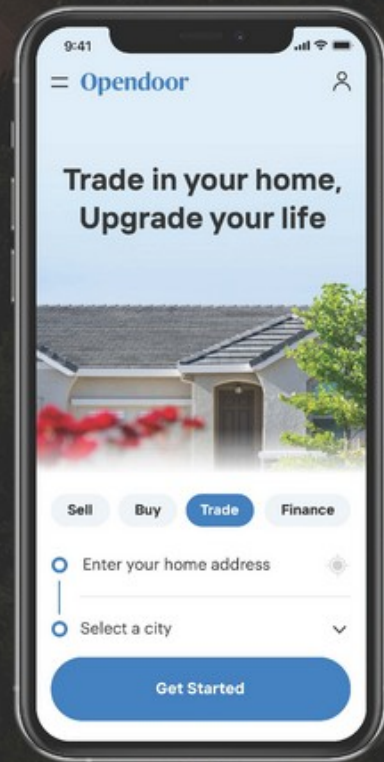 9:41
Opendoor
Trade in your home,
Upgrade your life
Sell Buy Trade Finance
Enter your home address
Select a city
Get Started